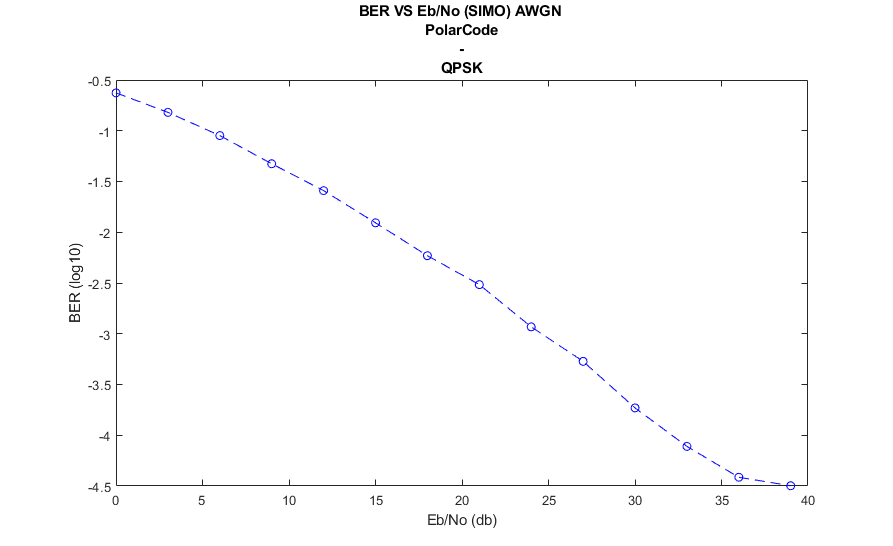 BER VS Eb/No (SIMO) AWGN
PolarCode
-
QPSK
-0.5
-1
-1.5
-2
-2.5
-3
-3.5
-4
-4.5
BER (log10)
0 5 10 15 20 25 30 35 40
Eb/No (db)